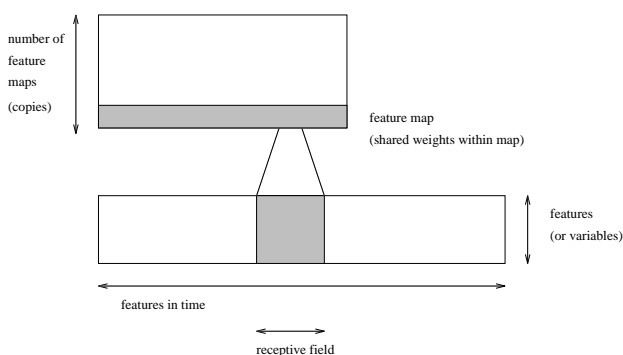 number of
feature
maps
(copies)
feature map
(shared weights within map)
features
(or variables)
features in time
receptive field